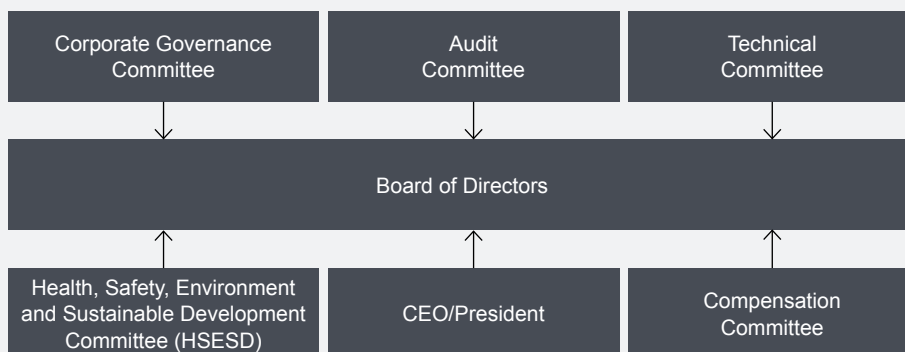 Corporate Governance
Committee
Audit
Committee
Technical
Committee
Board of Directors
Health, Safety, Environment
and Sustainable Development
Committee (HSESD)
CEO/President
Compensation
Committee